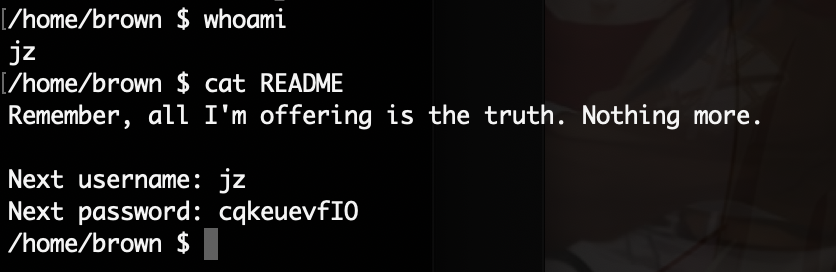 [/home/brown $ whoami
jz
[/home/brown $ cat README
Remember, all I'm offering is the truth. Nothing more.

Next username: jz
Next password: cqkeuevfIO
/home/brown $